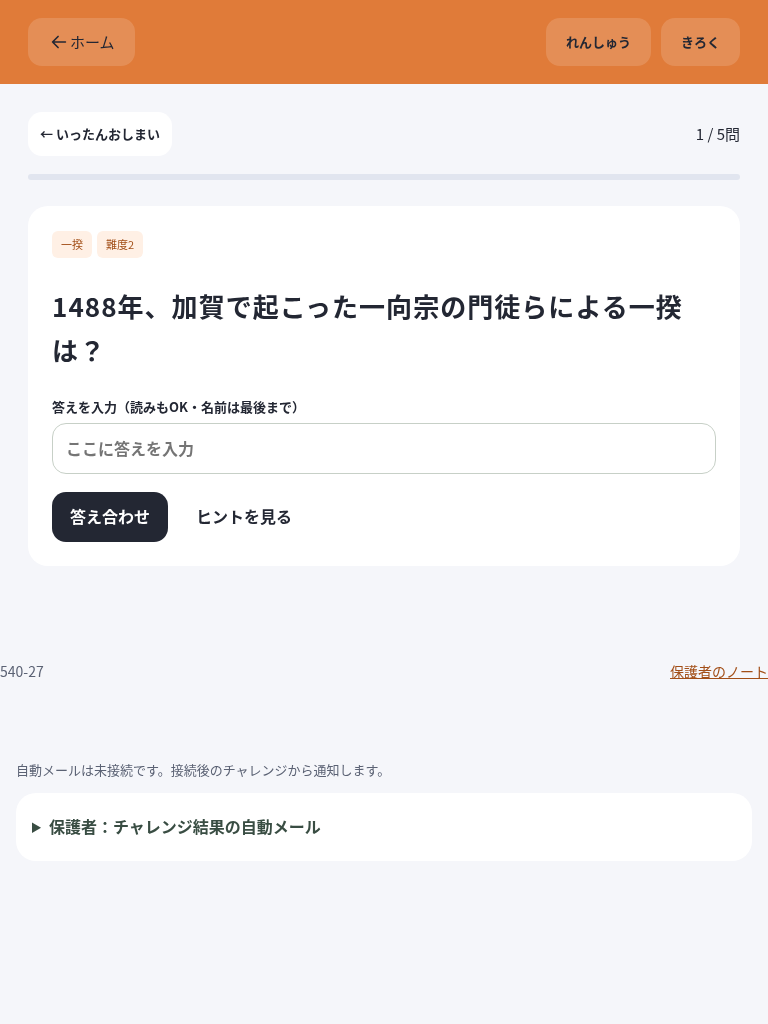 ← ホーム
れんしゅう
きろく
← いったんおしまい
1 / 5問
一揆
難度2
1488年、加賀で起こった一向宗の門徒らによる一揆
は？
答えを入力（読みもOK・名前は最後まで）
ここに答えを入力
答え合わせ
ヒントを見る
540-27
保護者のノート
自動メールは未接続です。接続後のチャレンジから通知します。
▶ 保護者：チャレンジ結果の自動メール